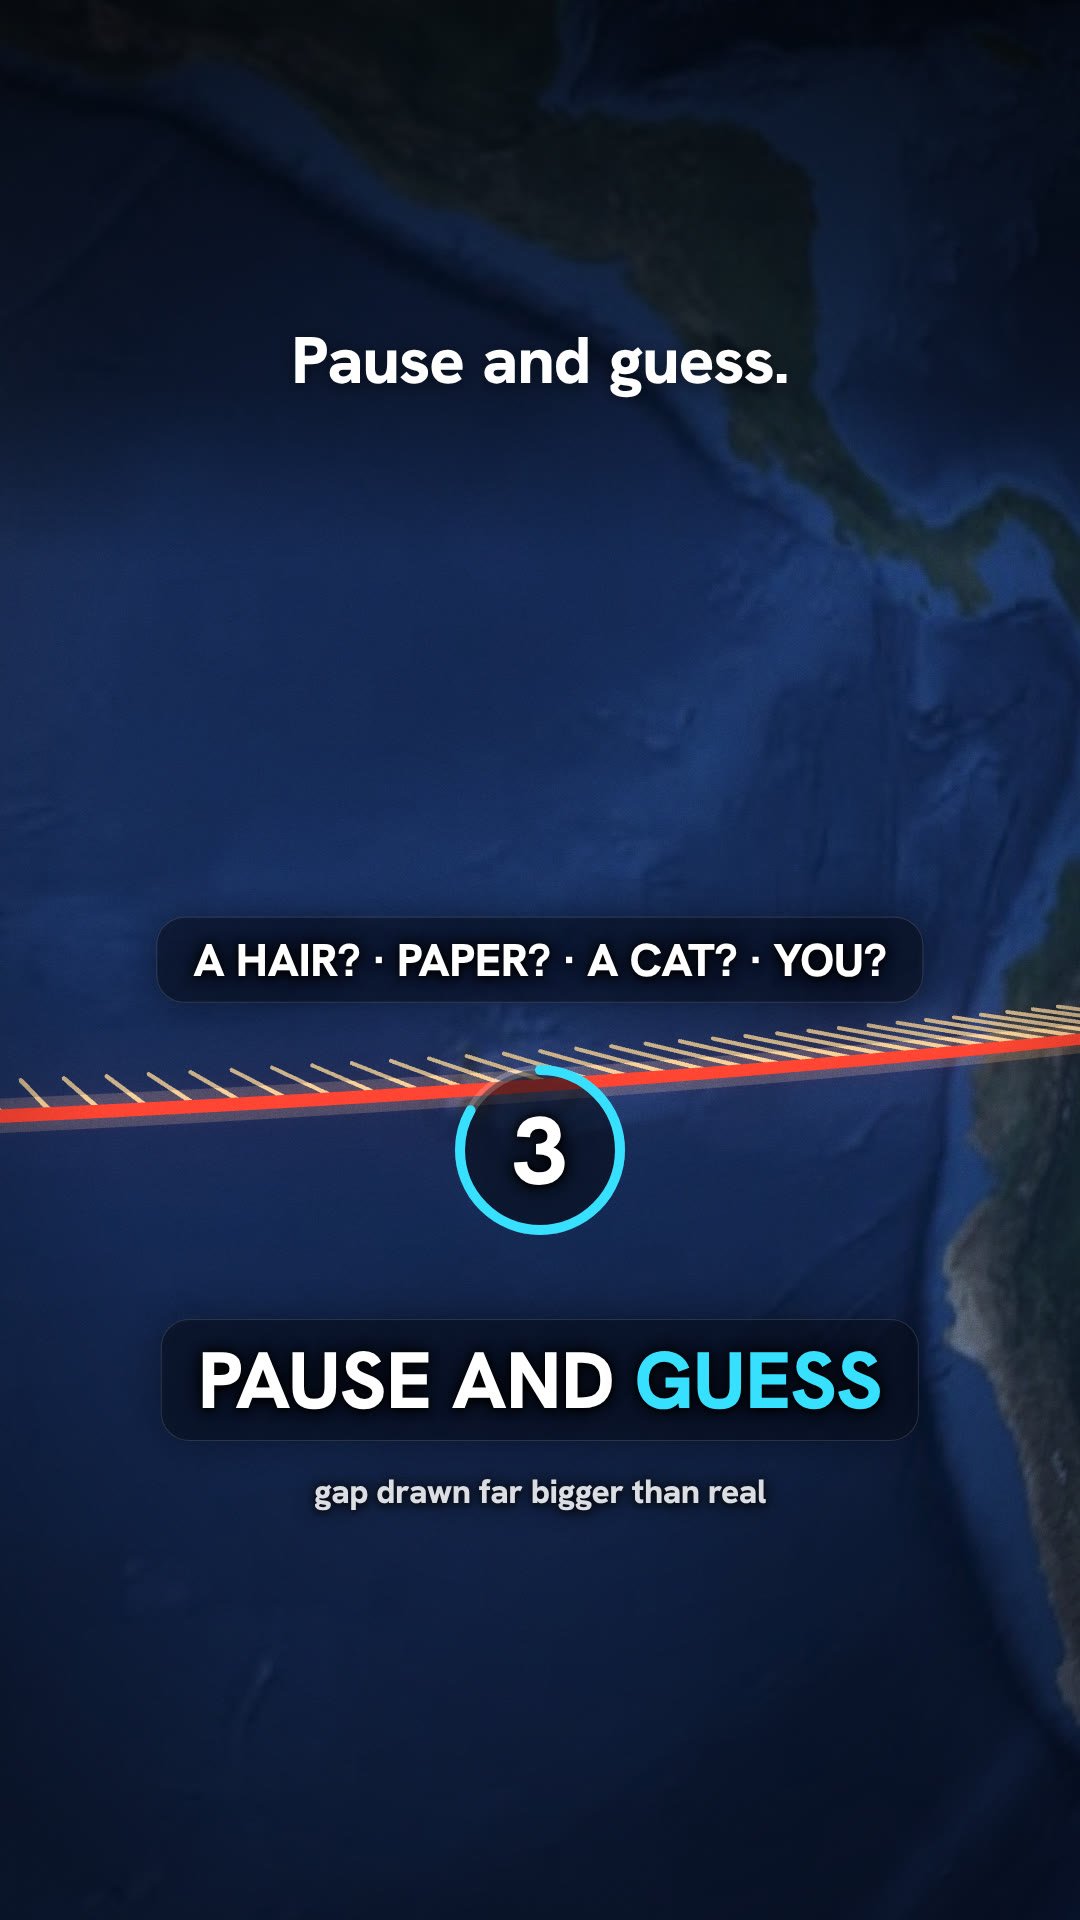 Pause and guess.
A HAIR? · PAPER? · A CAT? · YOU?
3
PAUSE AND GUESS
gap drawn far bigger than real